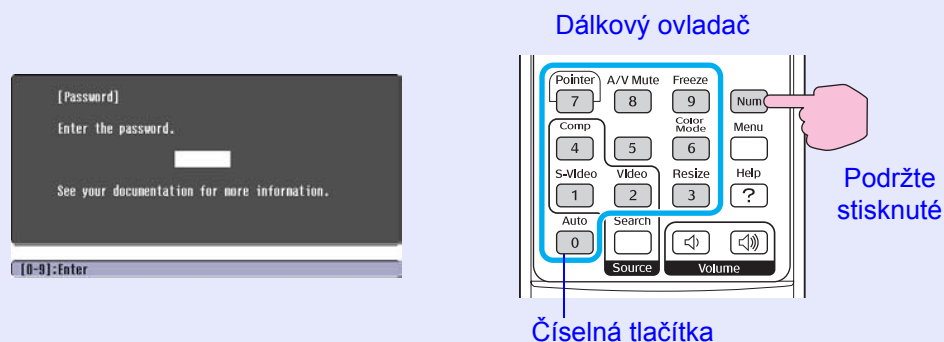 Dálkový ovladač
[Password]
Enter the password.
See your documentation for more information.
[0-9]:Enter
Pointer A/V Mute Freeze
7 8 9 Num
Comp Color Mode Menu
4 5 6
S-Video Video Resize Help
1 2 3 ?
Auto Search
0
Source Volume
Podržte
stisknuté
Číselná tlačítka